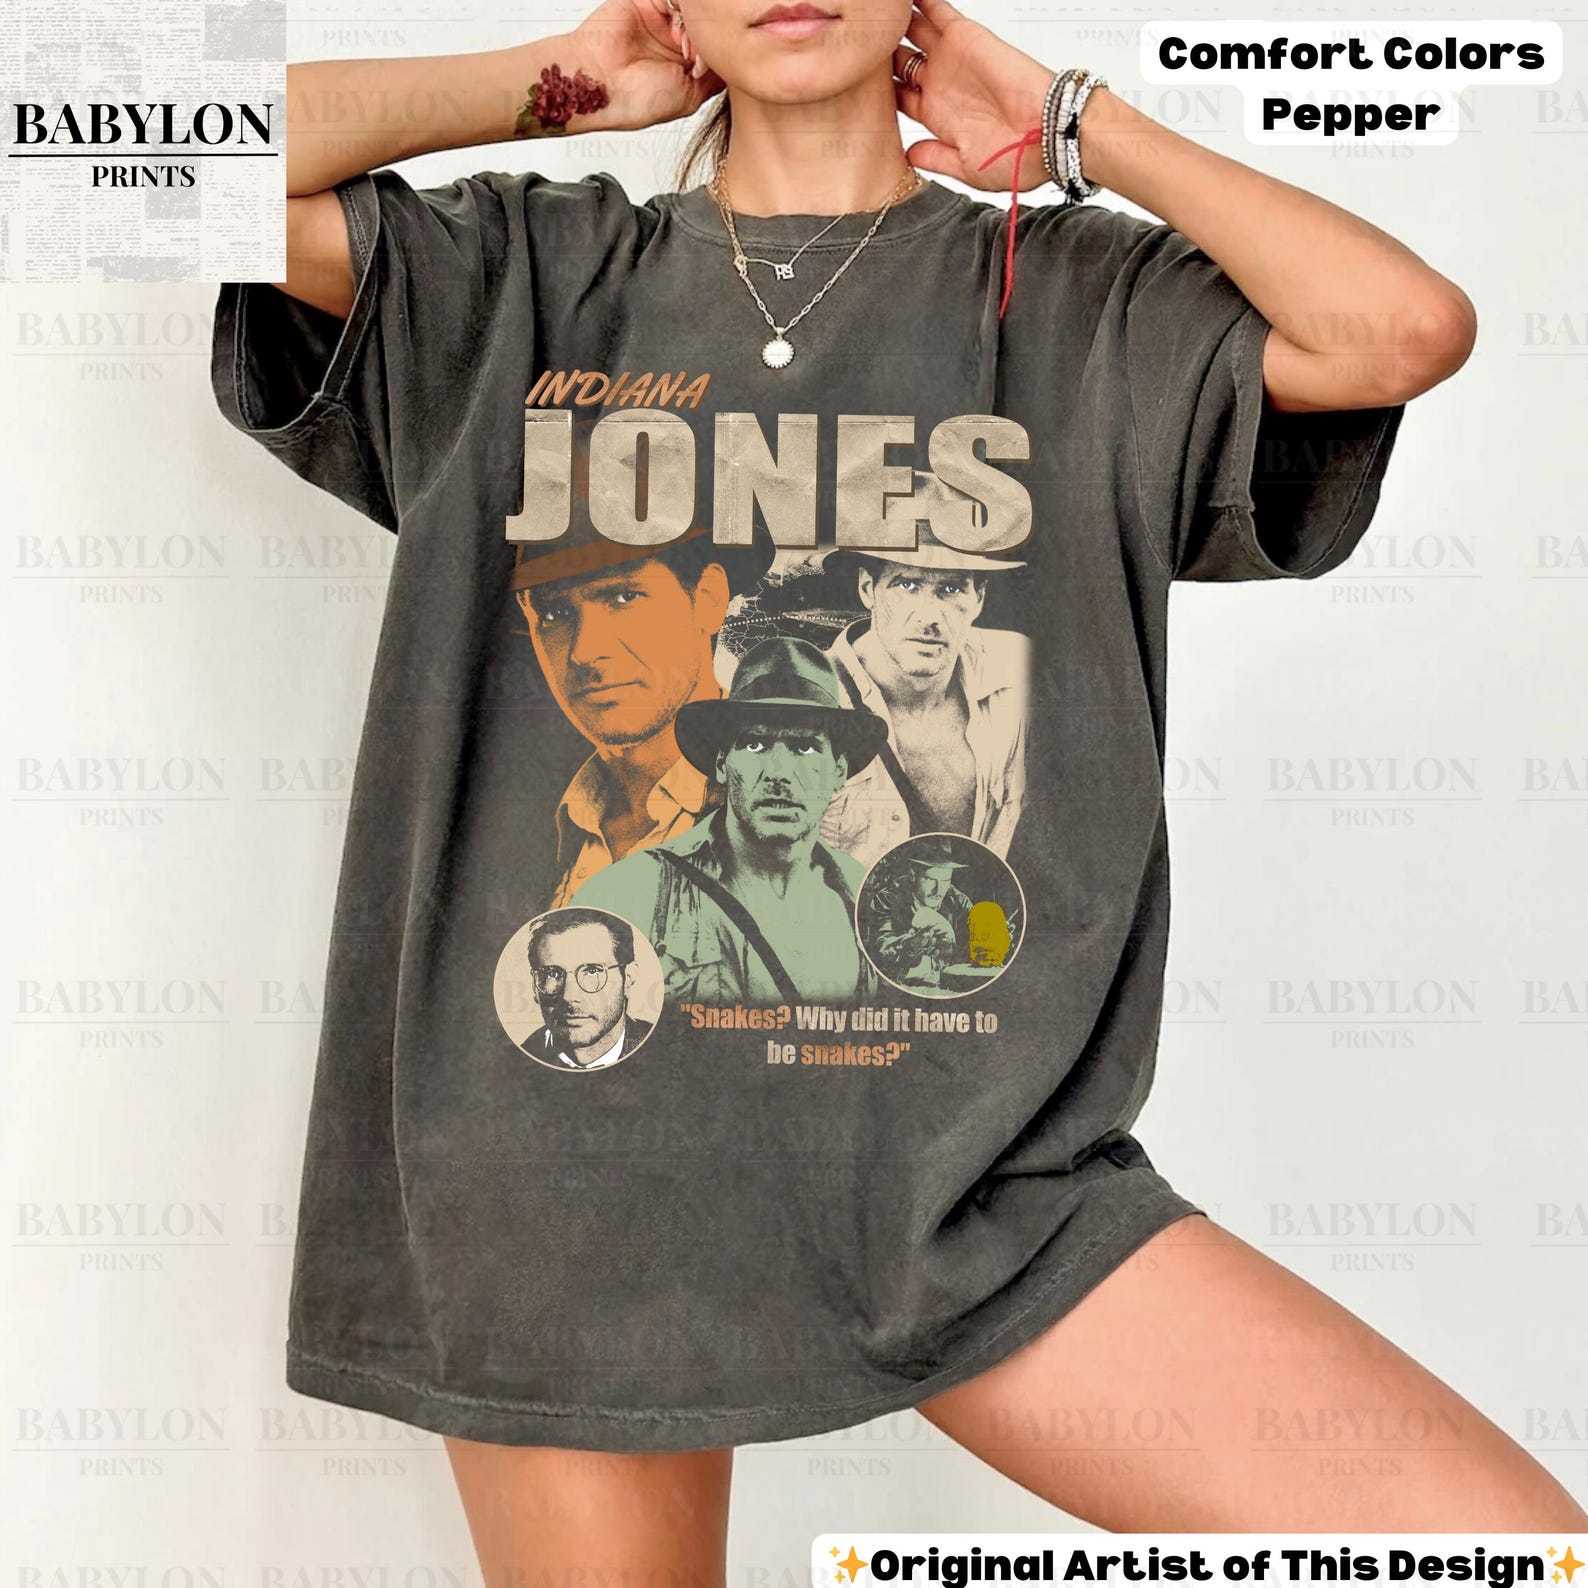 BABYLON
PRINTS
Comfort Colors
Pepper
INDIANA
JONES
"Snakes? Why did it have to
be snakes?"
✨Original Artist of This Design✨